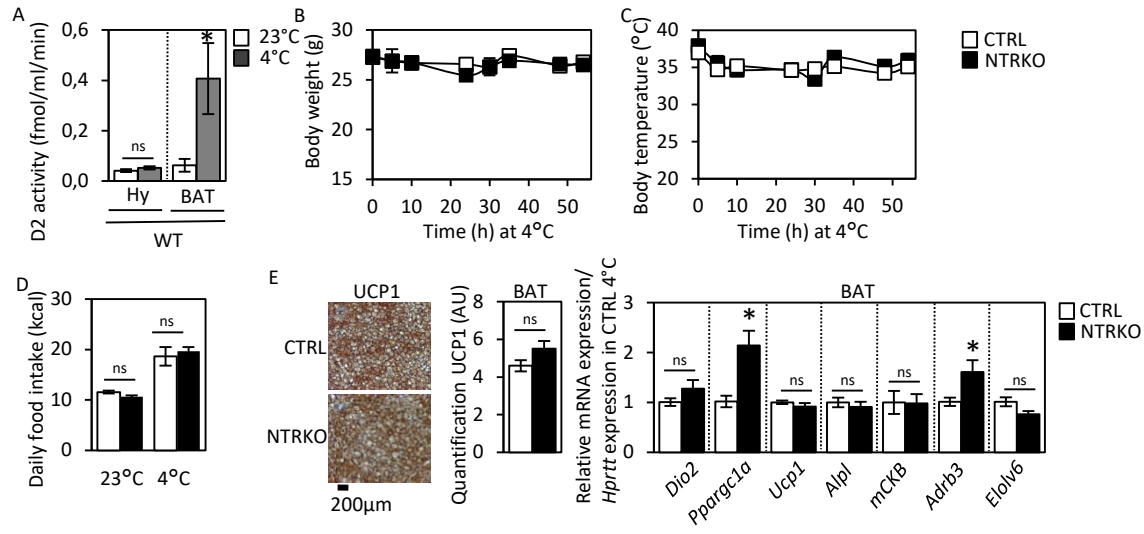 A
D2 activity (fmol/ml/min)
0,6
0,4
0,2
0,0
ns
*
23°C
4°C
Hy
BAT
WT
B
Body weight (g)
30
27
24
21
18
15
0 10 20 30 40 50
Time (h) at 4°C
C
Body temperature (°C)
40
35
30
25
20
0 10 20 30 40 50
Time (h) at 4°C
CTRL
NTRKO
D
Daily food intake (kcal)
30
20
10
0
ns
ns
23°C 4°C
E
UCP1
CTRL
NTRKO
200µm
BAT
Quantification UCP1 (AU)
8
6
4
2
0
ns
BAT
Relative mRNA expression/
Hprtt expression in CTRL 4°C
3
2
1
0
ns
*
ns
ns
ns
*
ns
CTRL
NTRKO
Dio2
Ppargc1a
Ucp1
Alpl
mCKB
Adrb3
Elolv6